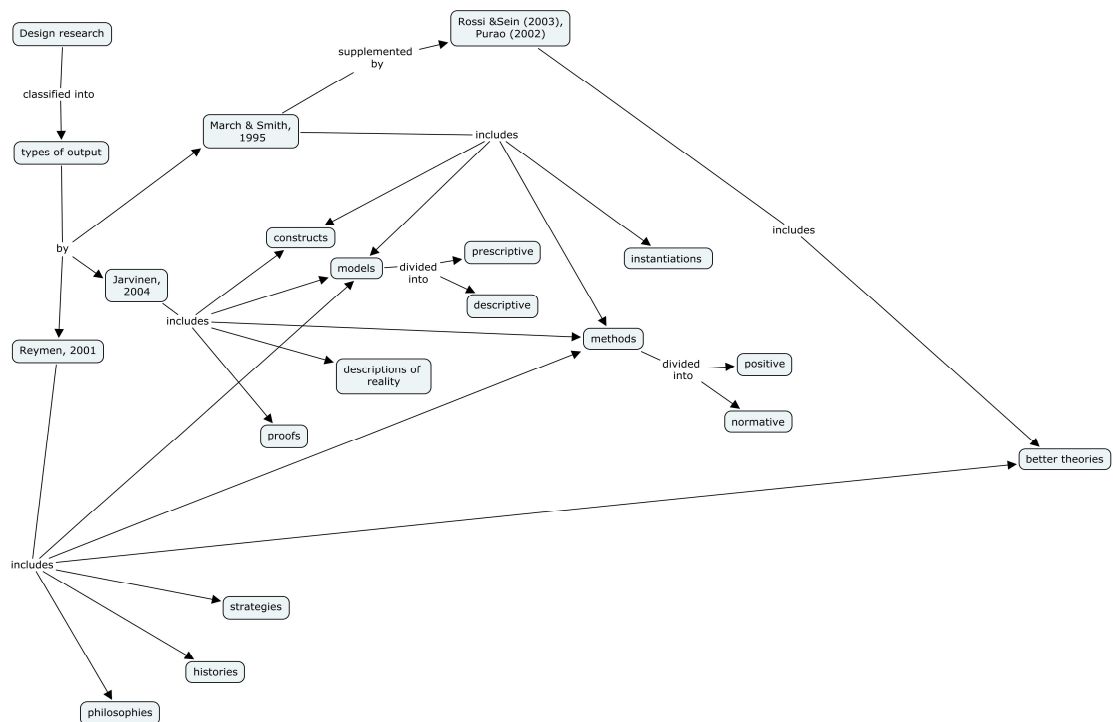 Design research
Rossi &Sein (2003),
Purao (2002)
supplemented
by
classified into
March & Smith,
1995
includes
types of output
includes
constructs
by
prescriptive
instantiations
models
divided
into
Jarvinen,
2004
descriptive
includes
methods
Reymen, 2001
descriptions of
reality
divided
into
positive
normative
proofs
better theories
includes
strategies
histories
philosophies